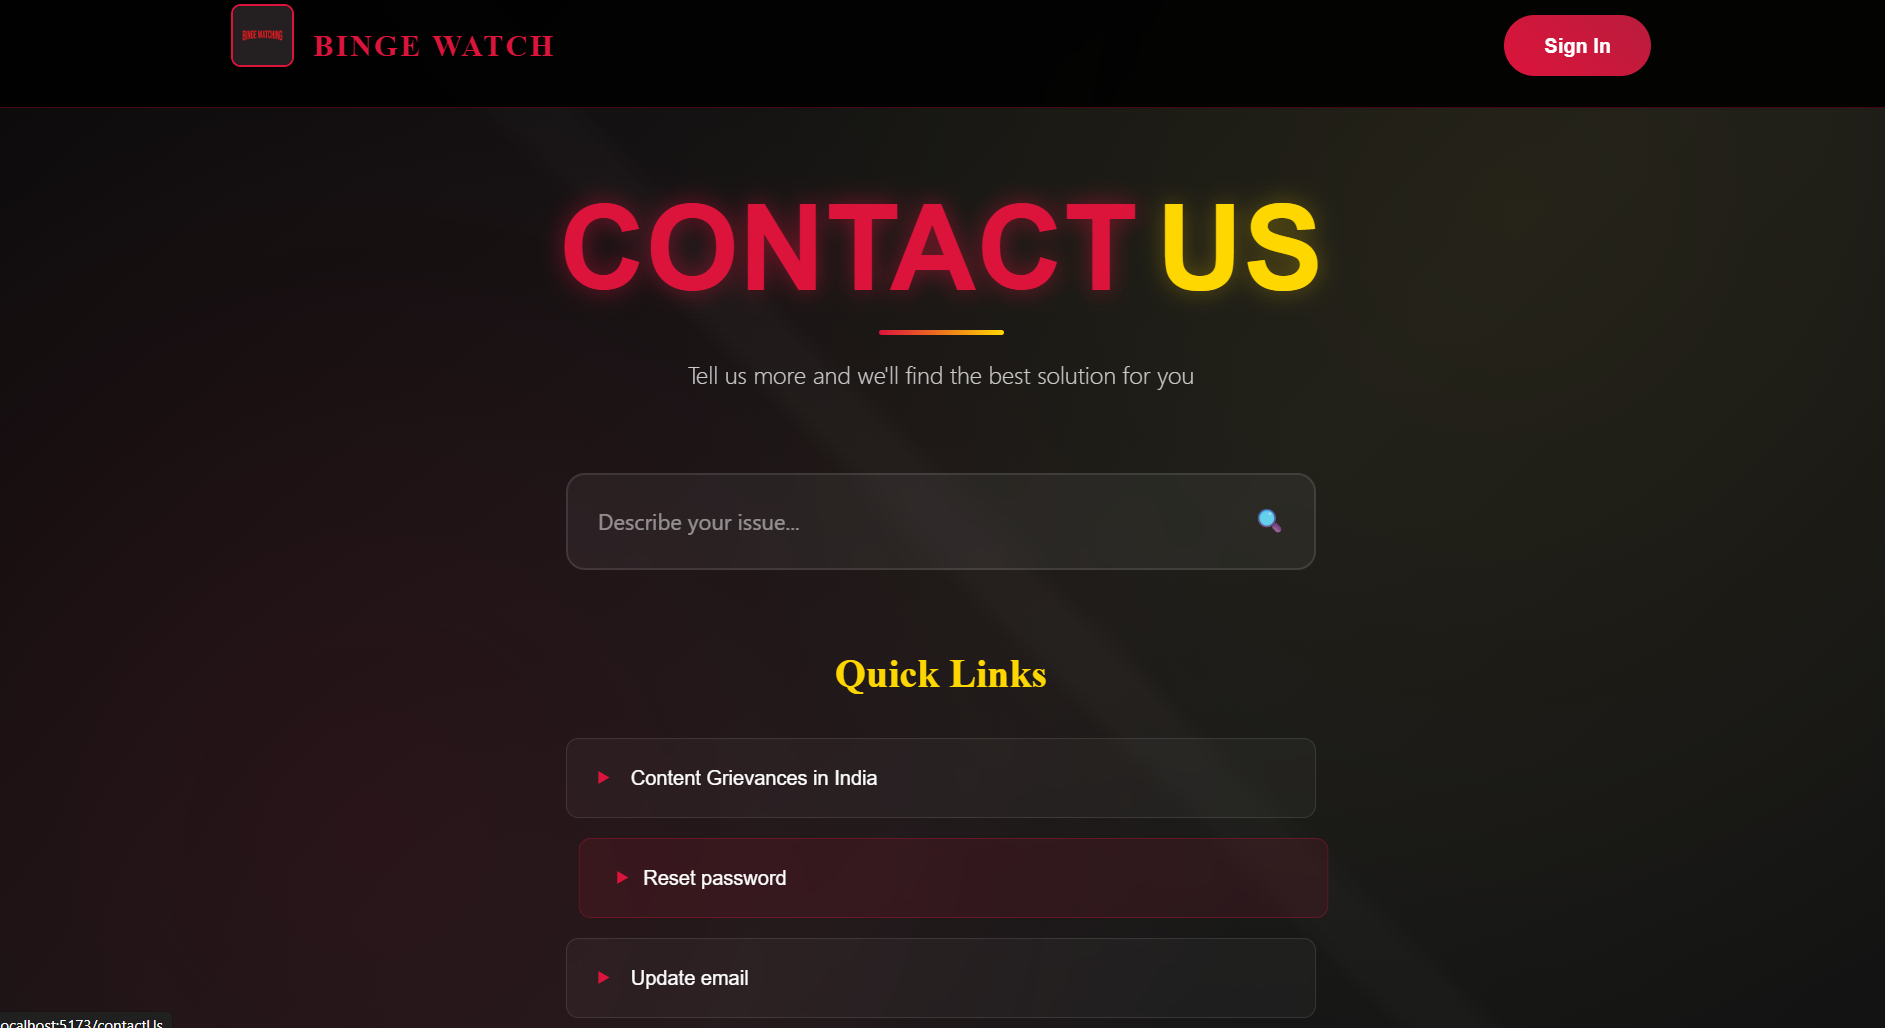 BINGE WATCHING
BINGE WATCH
Sign In
CONTACT US
Tell us more and we'll find the best solution for you
Describe your issue...
Quick Links
Content Grievances in India
Reset password
Update email
ocalhost:5173/contactUs